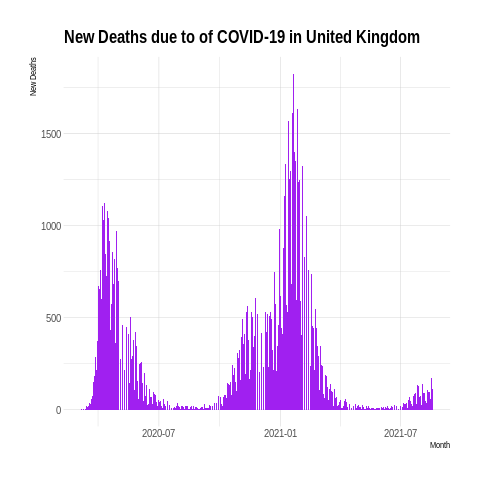 New Deaths due to of COVID-19 in United Kingdom
New Deaths
1500
1000
500
0
2020-07
2021-01
2021-07
Month